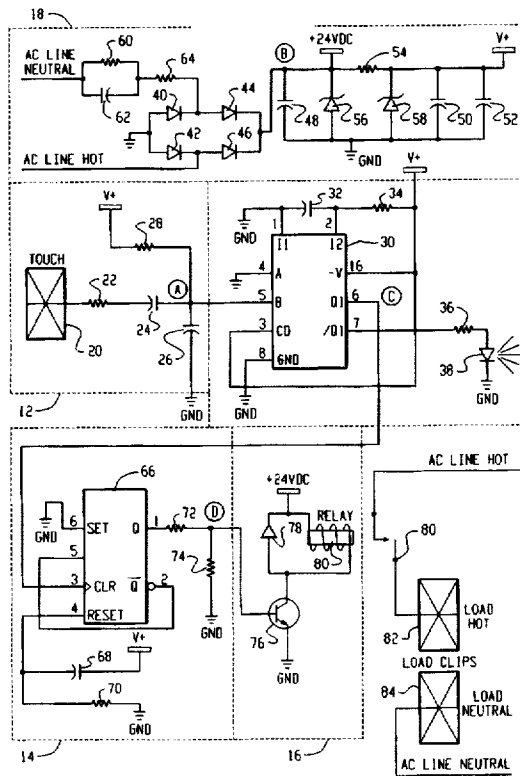 18
60
AC LINE
NEUTRAL
64
62
40
44
42
46
AC LINE HOT
B
+24VDC
54
V+
48
56
58
50
52
GND
V+
V+
28
TOUCH
22
A
24
26
20
GND
12
GND
32
34
1
2
30
I1
I2
4
A
-V
16
5
B
Q1
6
C
3
CD
/Q1
7
8
GND
GND
36
38
GND
66
GND
6
SET
Q
1
72
D
5
74
3
CLR
Q
2
4
RESET
GND
V+
68
70
GND
14
+24VDC
78
RELAY
80
76
GND
16
AC LINE HOT
80
82
LOAD
HOT
LOAD CLIPS
84
LOAD
NEUTRAL
AC LINE NEUTRAL